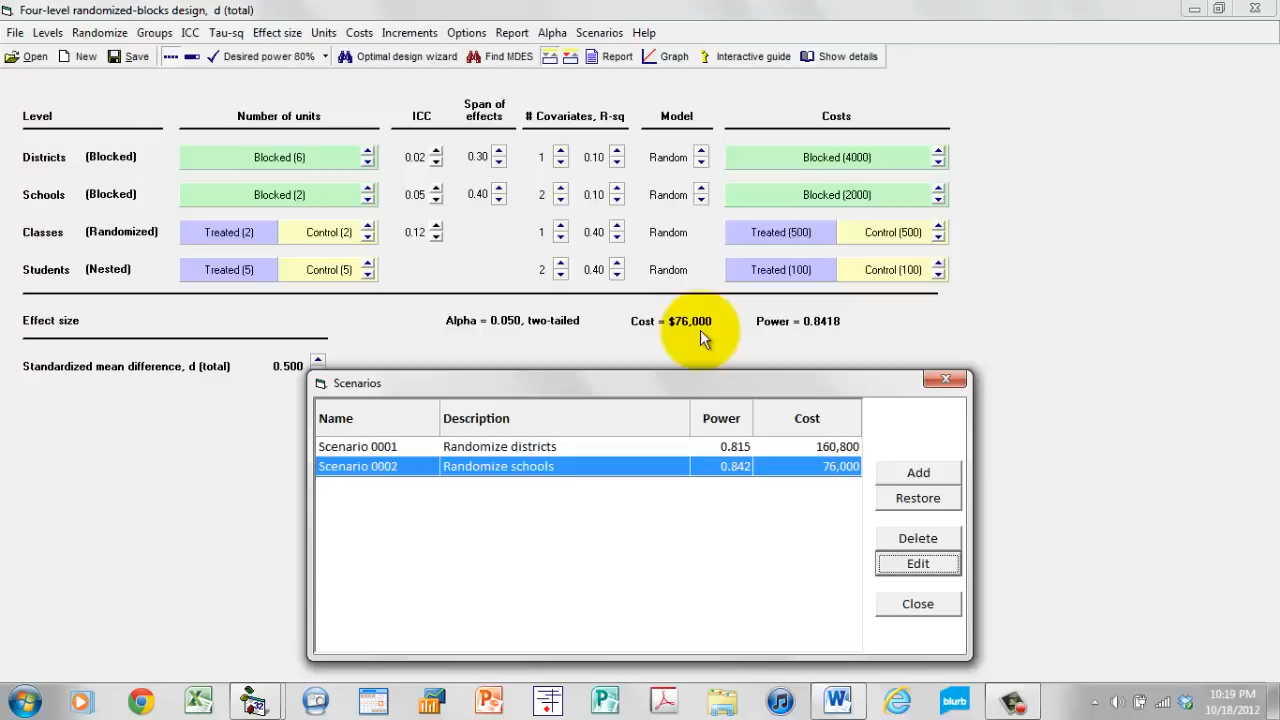 Four-level randomized-blocks design, d (total)
File Levels Randomize Groups ICC Tau-sq Effect size Units Costs Increments Options Report Alpha Scenarios Help
Open New Save Desired power 80% Optimal design wizard Find MDES Report Graph Interactive guide Show details
Level Number of units ICC Span of effects # Covariates, R-sq Model Costs
Districts (Blocked) Blocked (6) 0.02 0.30 1 0.10 Random Blocked (4000)
Schools (Blocked) Blocked (2) 0.05 0.40 2 0.10 Random Blocked (2000)
Classes (Randomized) Treated (2) Control (2) 0.12 1 0.40 Random Treated (500) Control (500)
Students (Nested) Treated (5) Control (5) 2 0.40 Random Treated (100) Control (100)
Effect size Alpha = 0.050, two-tailed Cost = $76,000 Power = 0.8418
Standardized mean difference, d (total) 0.500
Scenarios
Name Description Power Cost
Scenario 0001 Randomize districts 0.815 160,800
Scenario 0002 Randomize schools 0.842 76,000
Add
Restore
Delete
Edit
Close
blurb
10:19 PM
10/18/2012